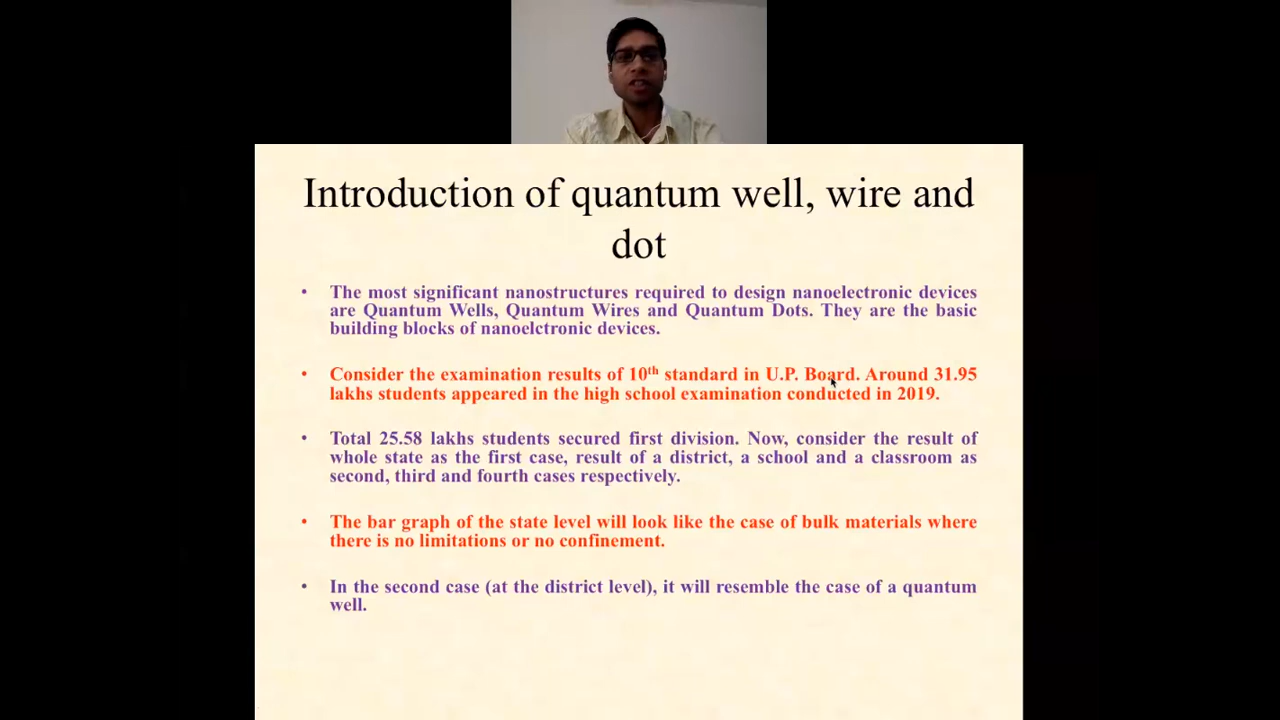 Introduction of quantum well, wire and
dot
• The most significant nanostructures required to design nanoelectronic devices
are Quantum Wells, Quantum Wires and Quantum Dots. They are the basic
building blocks of nanoelctronic devices.
• Consider the examination results of 10th standard in U.P. Board. Around 31.95
lakhs students appeared in the high school examination conducted in 2019.
• Total 25.58 lakhs students secured first division. Now, consider the result of
whole state as the first case, result of a district, a school and a classroom as
second, third and fourth cases respectively.
• The bar graph of the state level will look like the case of bulk materials where
there is no limitations or no confinement.
• In the second case (at the district level), it will resemble the case of a quantum
well.